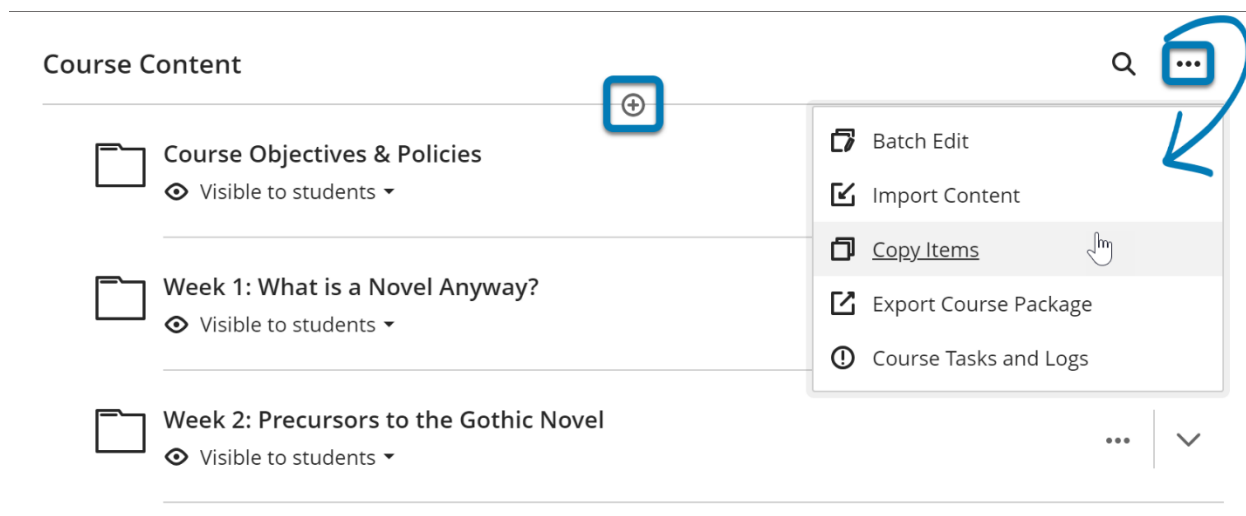 Course Content
Course Objectives & Policies
Visible to students
Week 1: What is a Novel Anyway?
Visible to students
Week 2: Precursors to the Gothic Novel
Visible to students
Batch Edit
Import Content
Copy Items
Export Course Package
Course Tasks and Logs